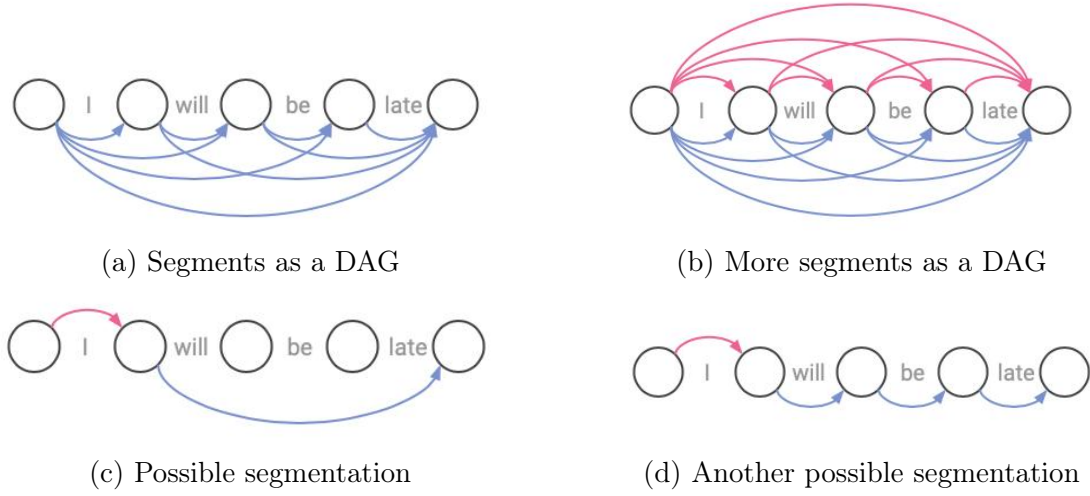 I will be late
I will be late
(a) Segments as a DAG
(b) More segments as a DAG
I will be late
I will be late
(c) Possible segmentation
(d) Another possible segmentation